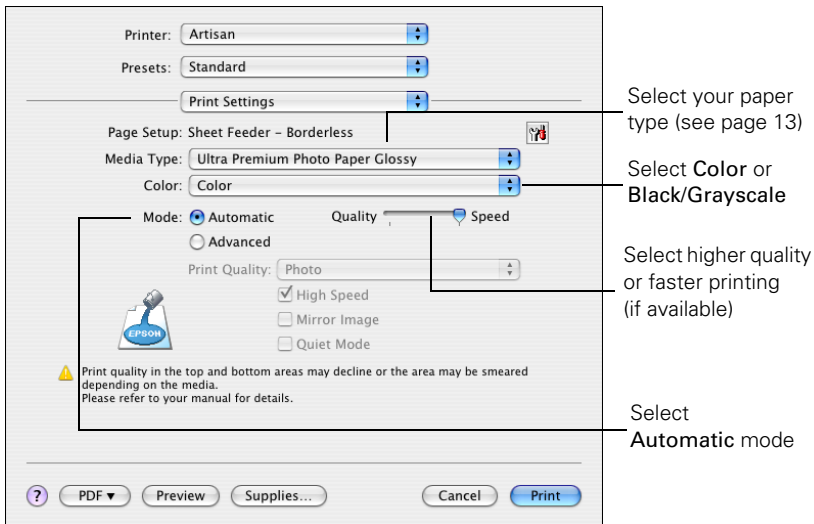 Printer: Artisan
Presets: Standard
Print Settings
Page Setup: Sheet Feeder – Borderless
Media Type: Ultra Premium Photo Paper Glossy
Color: Color
Mode: Automatic Quality Speed
Advanced
Print Quality: Photo
High Speed
Mirror Image
Quiet Mode
EPSON
Print quality in the top and bottom areas may decline or the area may be smeared
depending on the media.
Please refer to your manual for details.
? PDF ▼ Preview Supplies... Cancel Print
Select your paper
type (see page 13)
Select Color or
Black/Grayscale
Select higher quality
or faster printing
(if available)
Select
Automatic mode